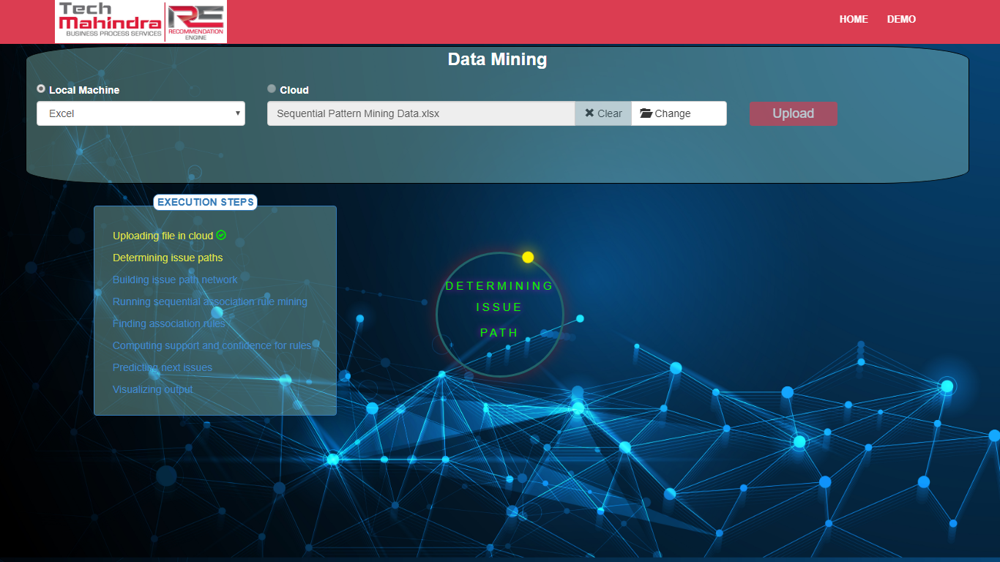 Tech
Mahindra
BUSINESS PROCESS SERVICES
RE
RECOMMENDATION
ENGINE
HOME DEMO
Data Mining
Local Machine Cloud
Excel Sequential Pattern Mining Data.xlsx Clear Change Upload
EXECUTION STEPS
Uploading file in cloud
Determining issue paths
Building issue path network
Running sequential association rule mining
Finding association rules
Computing support and confidence for rules
Predicting next issues
Visualizing output
DETERMINING
ISSUE
PATH